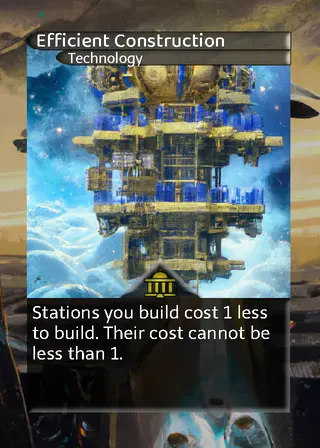 Efficient Construction
Technology
Stations you build cost 1 less
to build. Their cost cannot be
less than 1.